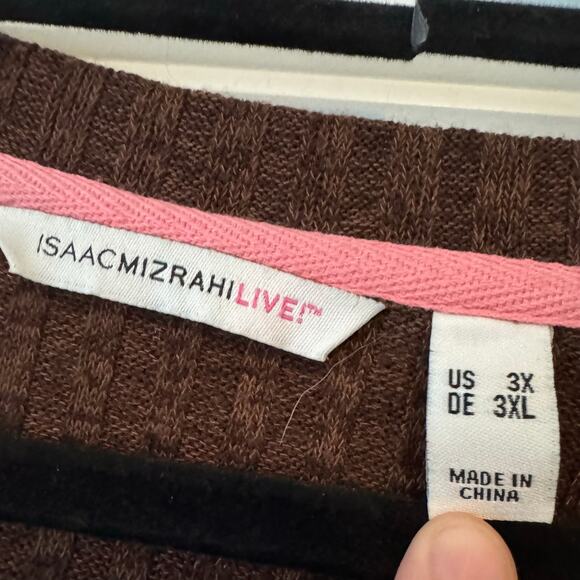 ISAACMIZRAHILIVE!™
US 3X
DE 3XL
MADE IN
CHINA